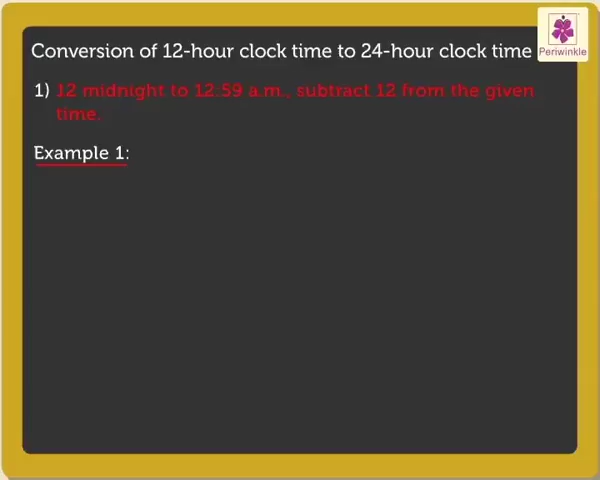 Conversion of 12-hour clock time to 24-hour clock time
Periwinkle
1) 12 midnight to 12:59 a.m., subtract 12 from the given
time.
Example 1: